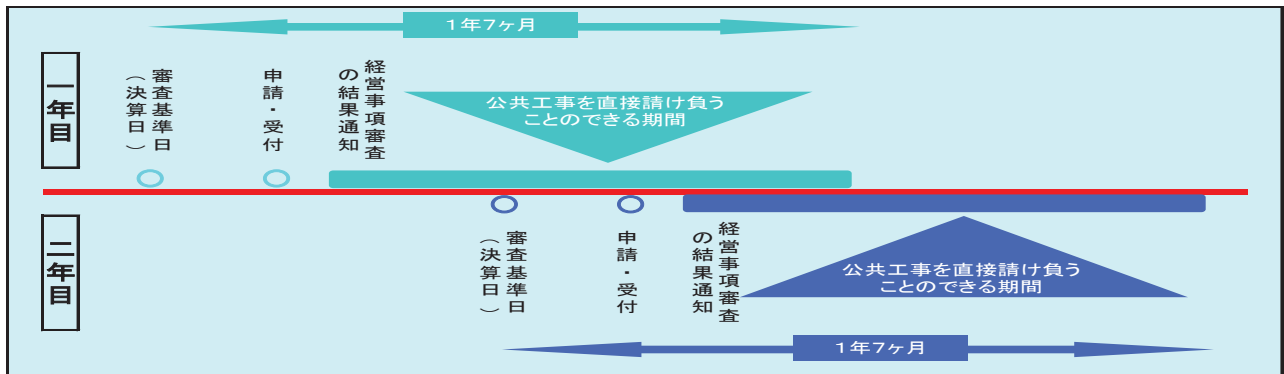 1年7ヶ月
一年目
審査基準日
（決算日）
申請・受付
経営事項審査
の結果通知
公共工事を直接請け負う
ことのできる期間
二年目
審査基準日
（決算日）
申請・受付
経営事項審査
の結果通知
公共工事を直接請け負う
ことのできる期間
1年7ヶ月